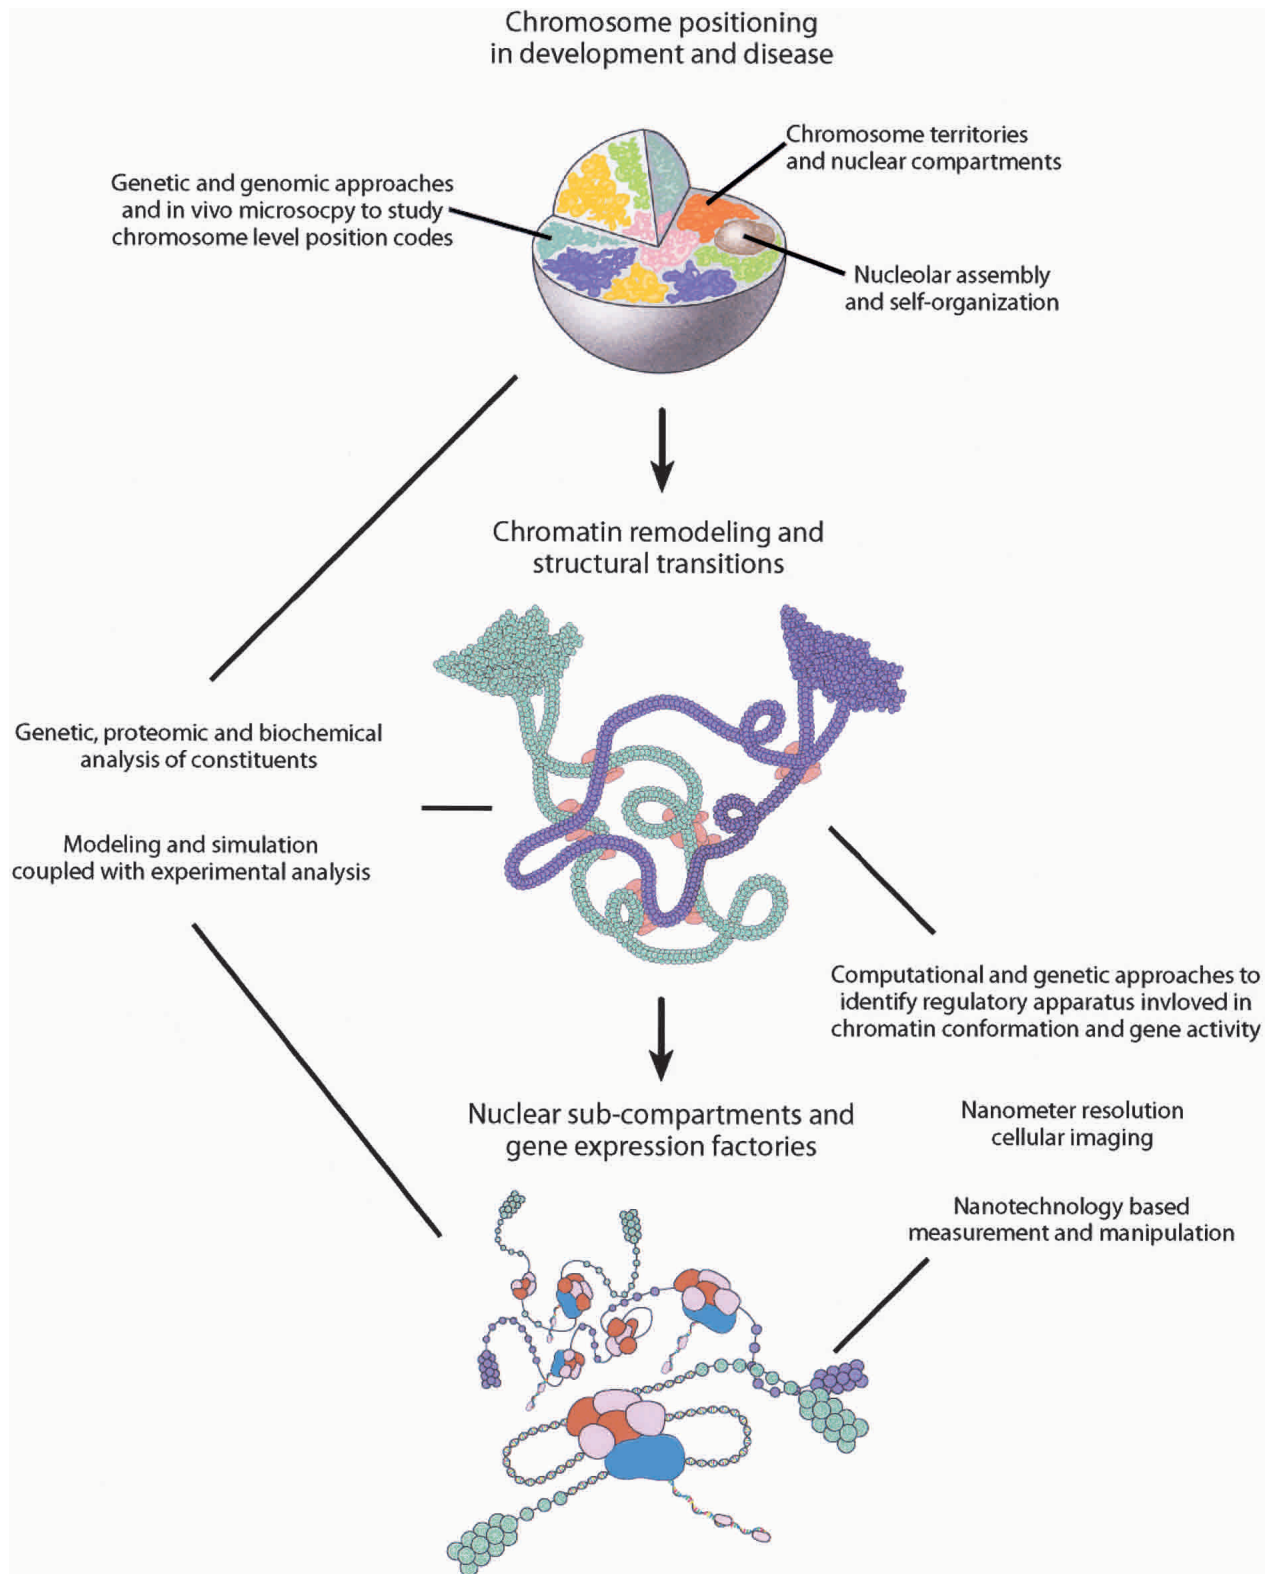 Chromosome positioning
in development and disease
Chromosome territories
and nuclear compartments
Genetic and genomic approaches
and in vivo microsocpy to study
chromosome level position codes
Nucleolar assembly
and self-organization
Chromatin remodeling and
structural transitions
Genetic, proteomic and biochemical
analysis of constituents
Modeling and simulation
coupled with experimental analysis
Computational and genetic approaches to
identify regulatory apparatus invloved in
chromatin conformation and gene activity
Nuclear sub-compartments and
gene expression factories
Nanometer resolution
cellular imaging
Nanotechnology based
measurement and manipulation